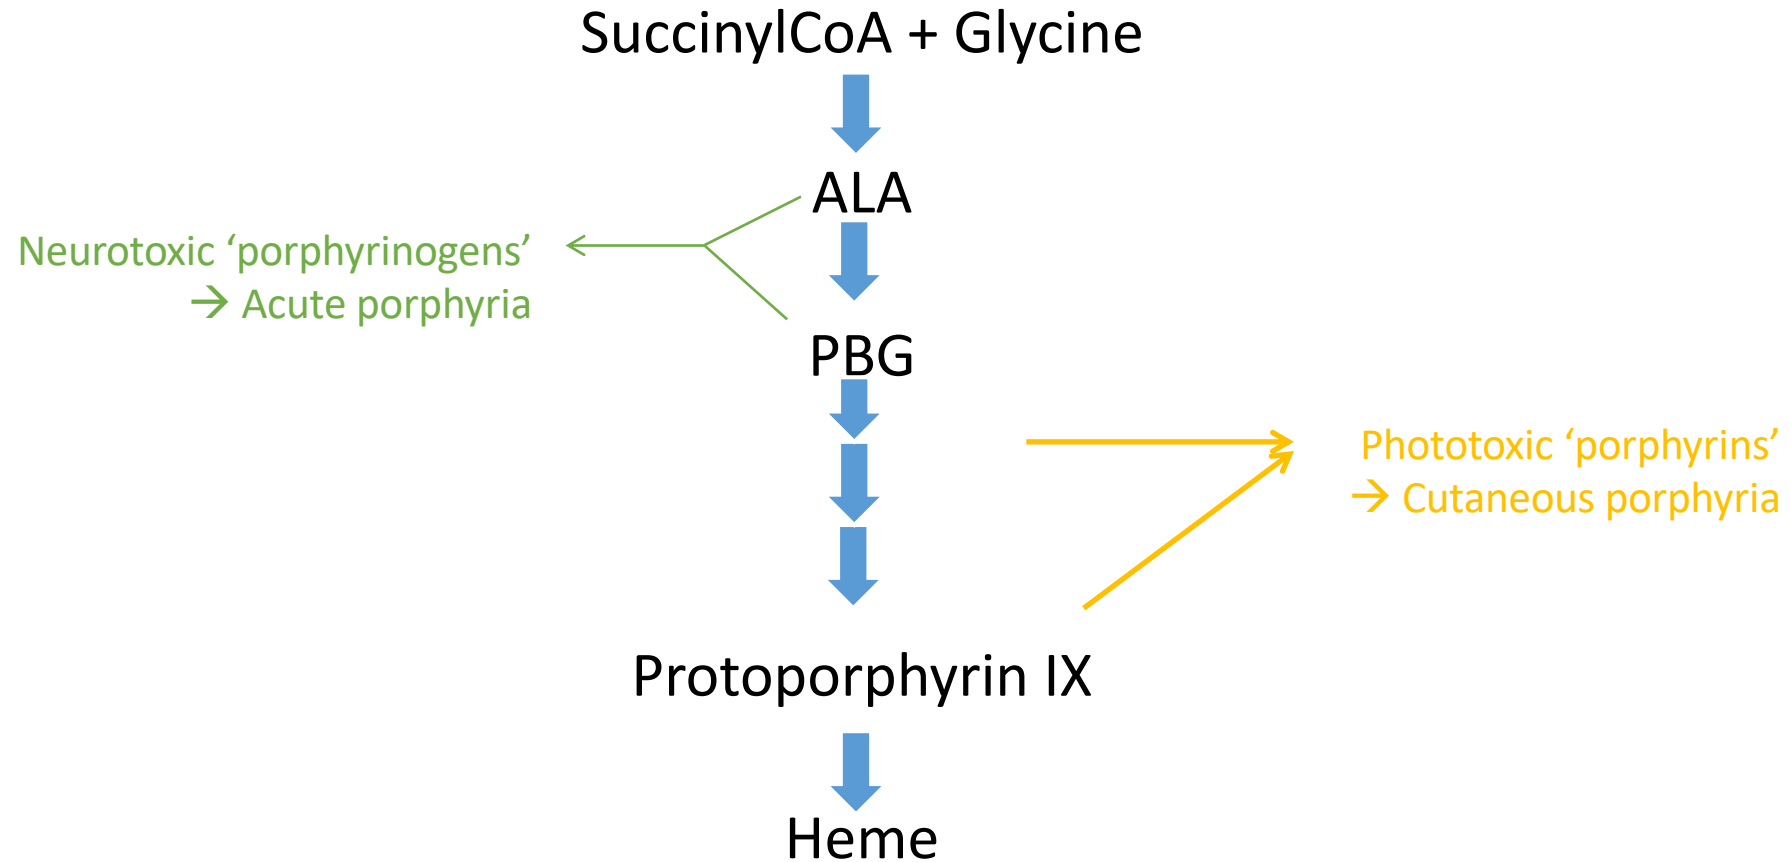 SuccinylCoA + Glycine
ALA
Neurotoxic ‘porphyrinogens’
→ Acute porphyria
PBG
Phototoxic ‘porphyrins’
→ Cutaneous porphyria
Protoporphyrin IX
Heme